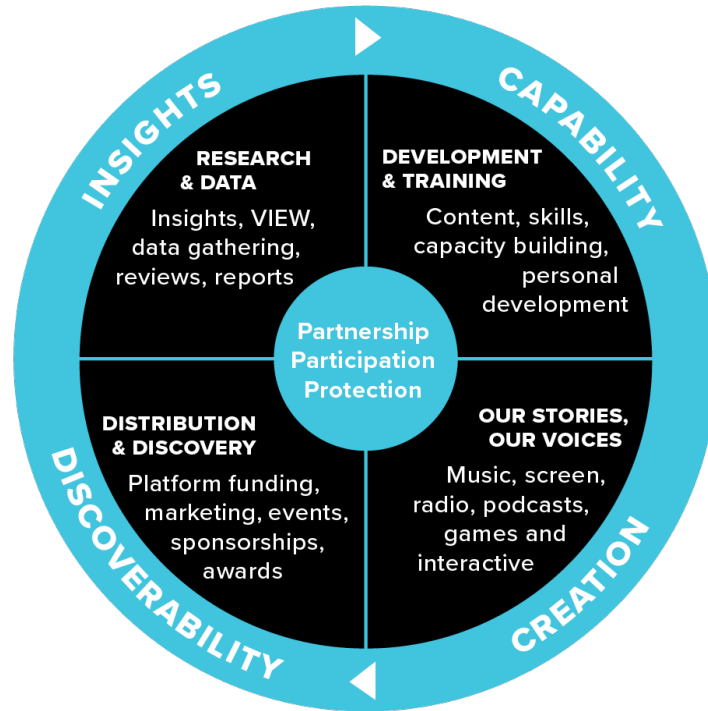 INSIGHTS
RESEARCH
& DATA
Insights, VIEW,
data gathering,
reviews, reports
CAPABILITY
DEVELOPMENT
& TRAINING
Content, skills,
capacity building,
personal
development
Partnership
Participation
Protection
DISCOVERABILITY
DISTRIBUTION
& DISCOVERY
Platform funding,
marketing, events,
sponsorships,
awards
CREATION
OUR STORIES,
OUR VOICES
Music, screen,
radio, podcasts,
games and
interactive